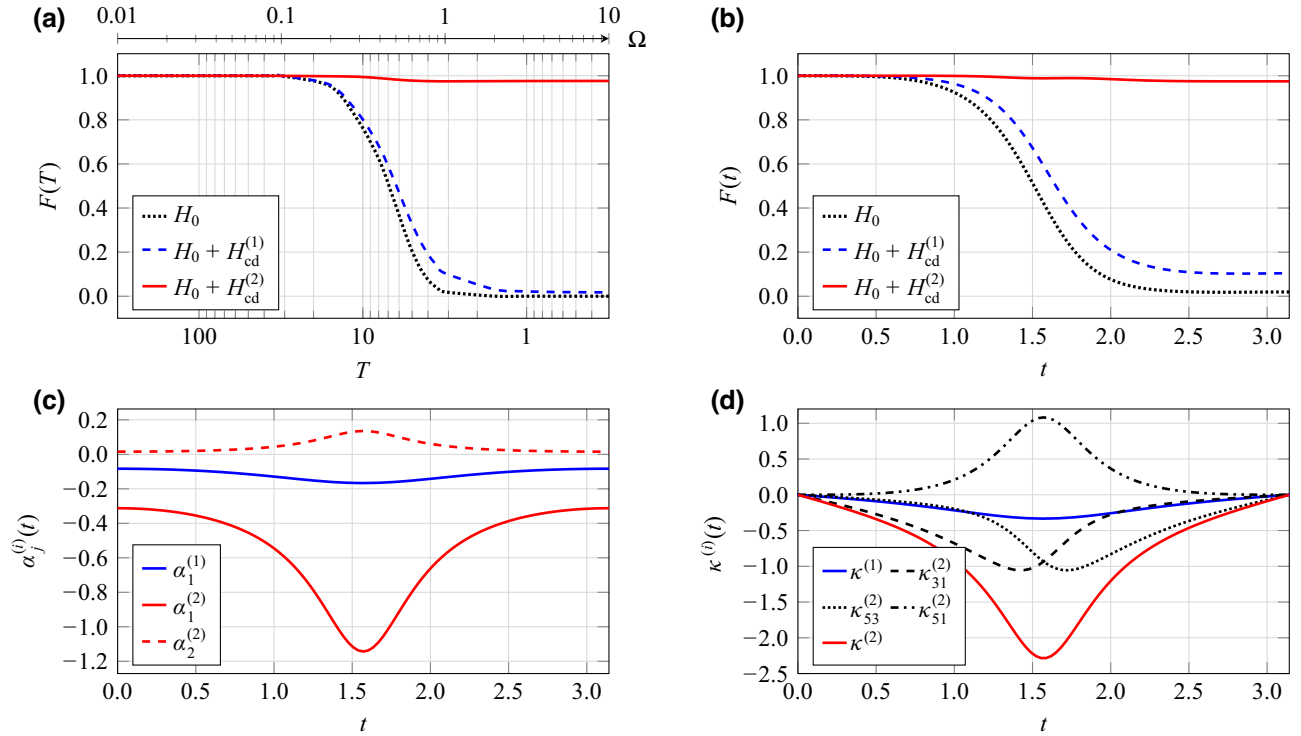 (a)
0.01 0.1 1 10
Ω
1.0
0.8
0.6
0.4
0.2
0.0
F(T)
H₀
H₀ + H_cd^(1)
H₀ + H_cd^(2)
100 10 1
T
(b)
1.0
0.8
0.6
0.4
0.2
0.0
F(t)
H₀
H₀ + H_cd^(1)
H₀ + H_cd^(2)
0.0 0.5 1.0 1.5 2.0 2.5 3.0
t
(c)
0.2
0.0
−0.2
−0.4
−0.6
−0.8
−1.0
−1.2
α_j^(i)(t)
α_1^(1)
α_1^(2)
α_2^(2)
0.0 0.5 1.0 1.5 2.0 2.5 3.0
t
(d)
1.0
0.5
0.0
−0.5
−1.0
−1.5
−2.0
−2.5
κ^(i)(t)
κ^(1) κ_31^(2)
κ_53^(2) κ_51^(2)
κ^(2)
0.0 0.5 1.0 1.5 2.0 2.5 3.0
t